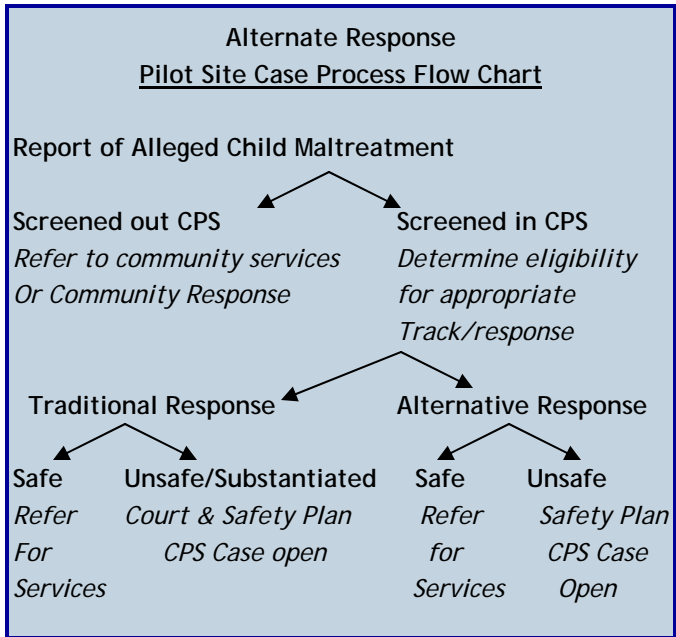 Alternate Response
Pilot Site Case Process Flow Chart
Report of Alleged Child Maltreatment
Screened out CPS
Refer to community services
Or Community Response
Screened in CPS
Determine eligibility
for appropriate
Track/response
Traditional Response
Alternative Response
Safe
Refer
For
Services
Unsafe/Substantiated
Court & Safety Plan
CPS Case open
Safe
Refer
for
Services
Unsafe
Safety Plan
CPS Case
Open